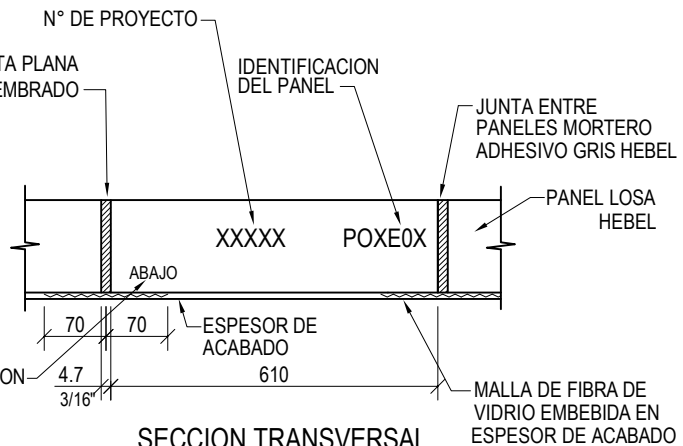 N° DE PROYECTO
TA PLANA
EMBRADO
IDENTIFICACION
DEL PANEL
JUNTA ENTRE
PANELES MORTERO
ADHESIVO GRIS HEBEL
PANEL LOSA
HEBEL
XXXXX
POXE0X
ABAJO
70
70
ESPESOR DE
ACABADO
ON
4.7
3/16"
610
MALLA DE FIBRA DE
VIDRIO EMBEBIDA EN
ESPESOR DE ACABADO
SECCION TRANSVERSAL